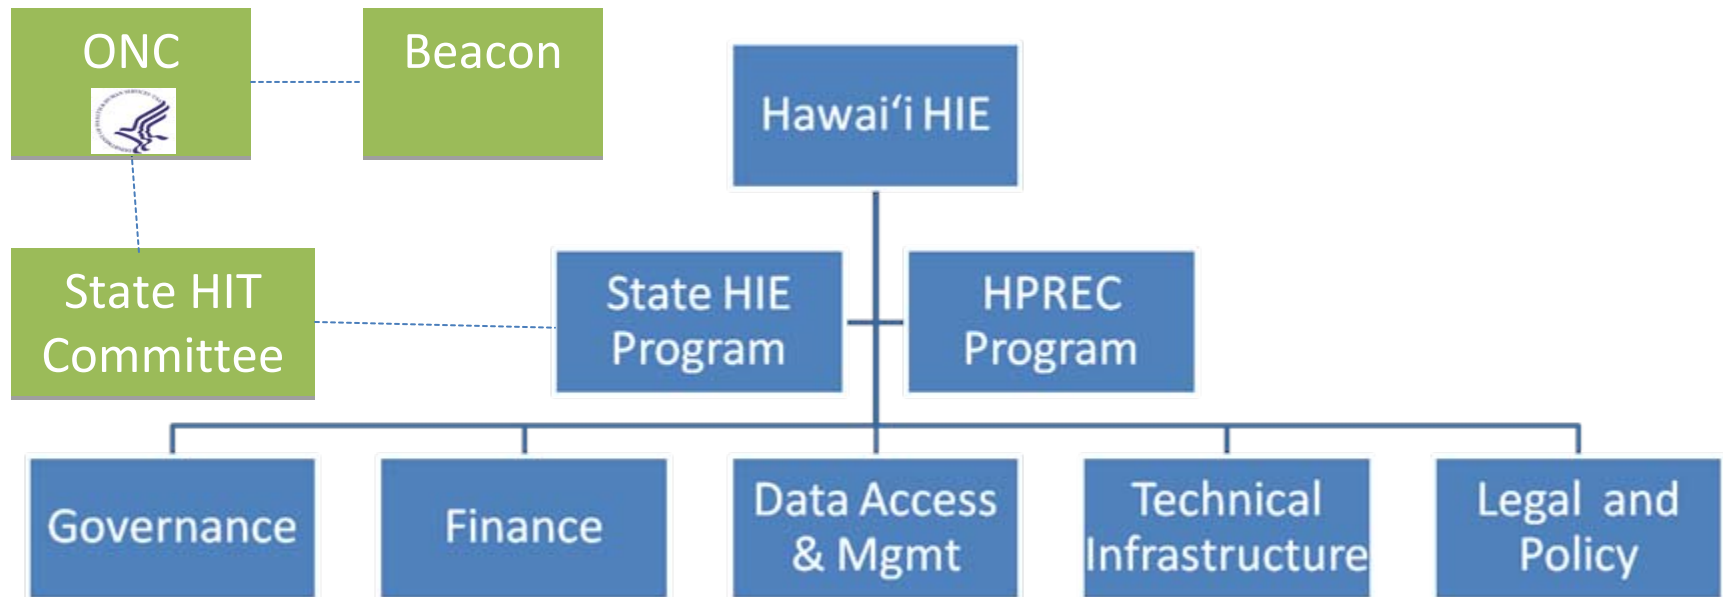 ONC
Beacon
Hawai‘i HIE
State HIT
Committee
State HIE
Program
HPREC
Program
Governance
Finance
Data Access
& Mgmt
Technical
Infrastructure
Legal and
Policy